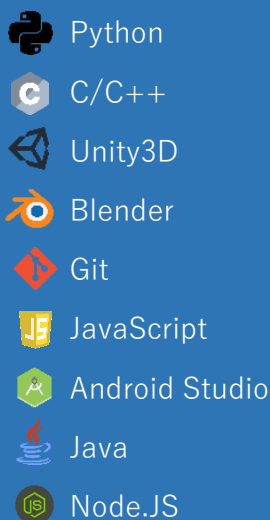 Python
C/C++
Unity3D
Blender
Git
JavaScript
Android Studio
Java
Node.JS